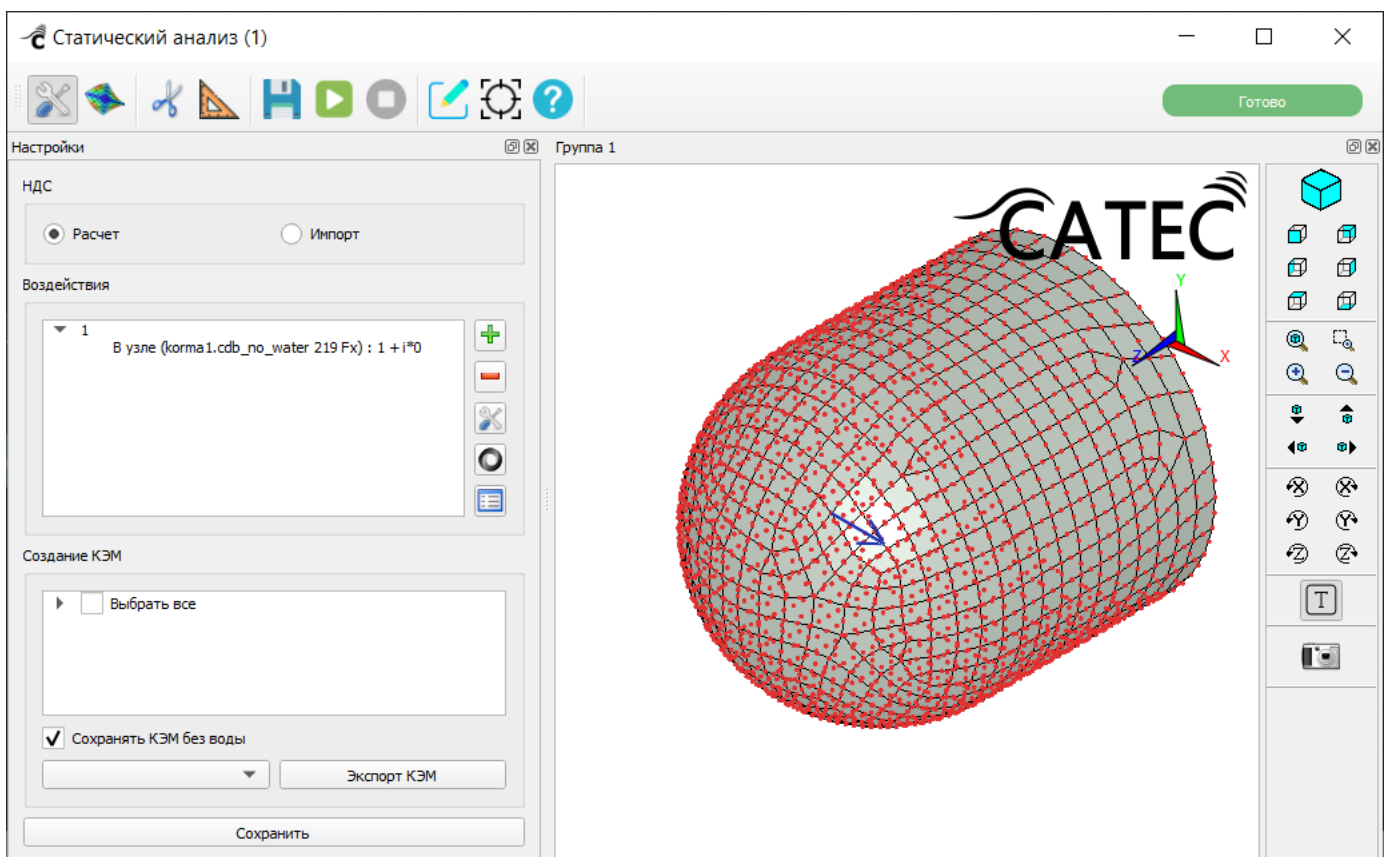 Статический анализ (1)
Готово
Настройки
Группа 1
НДС
Расчет
Импорт
Воздействия
1
В узле (korma1.cdb_no_water 219 Fx) : 1 + i*0
Создание КЭМ
Выбрать все
Сохранять КЭМ без воды
Экспорт КЭМ
Сохранить
CATEC
Y
Z
X
X
X
Y
Y
Z
Z
T